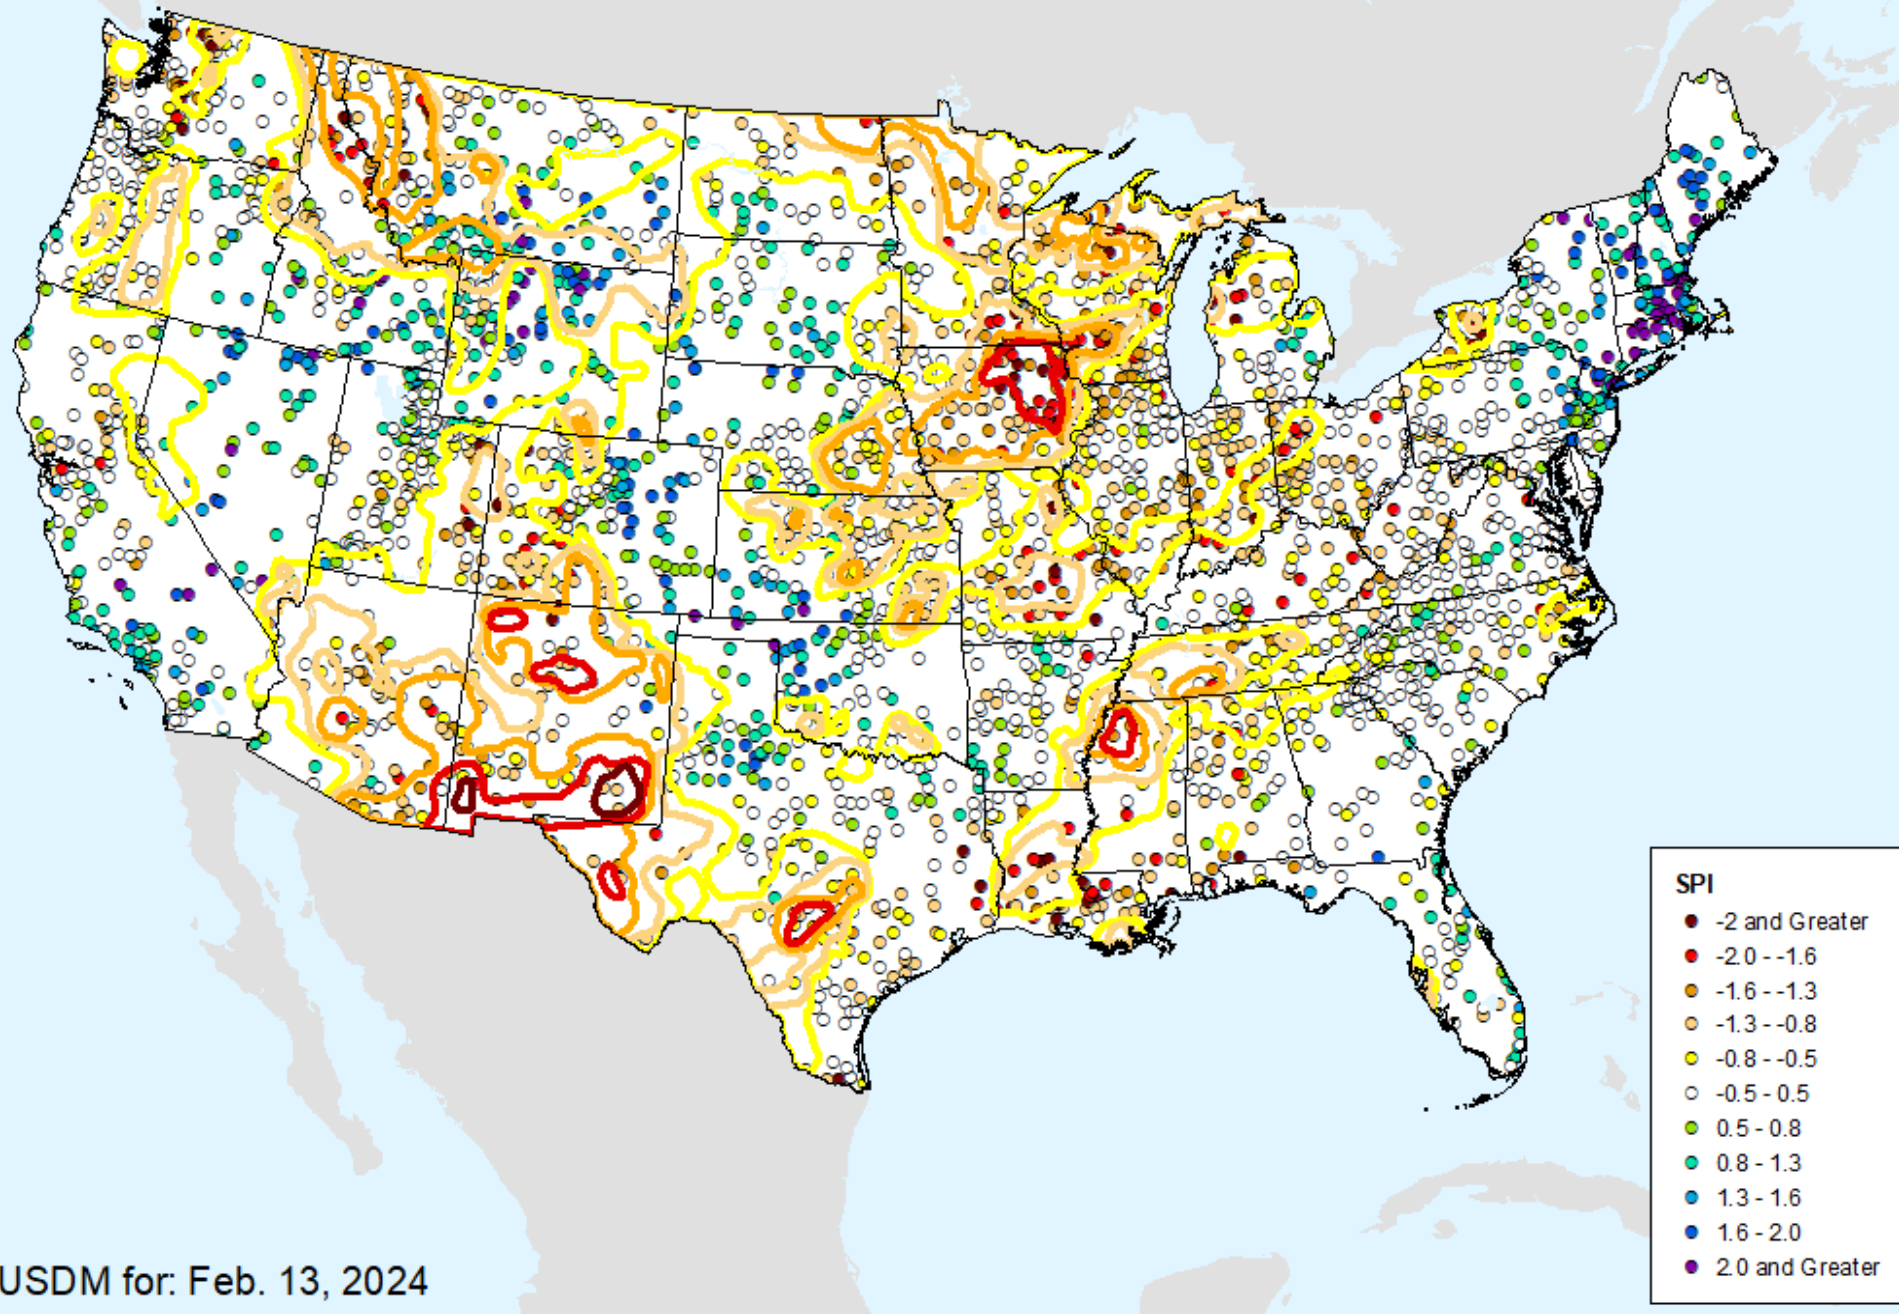 SPI
-2 and Greater
-2.0 - -1.6
-1.6 - -1.3
-1.3 - -0.8
-0.8 - -0.5
-0.5 - 0.5
0.5 - 0.8
0.8 - 1.3
1.3 - 1.6
1.6 - 2.0
2.0 and Greater
USDM for: Feb. 13, 2024